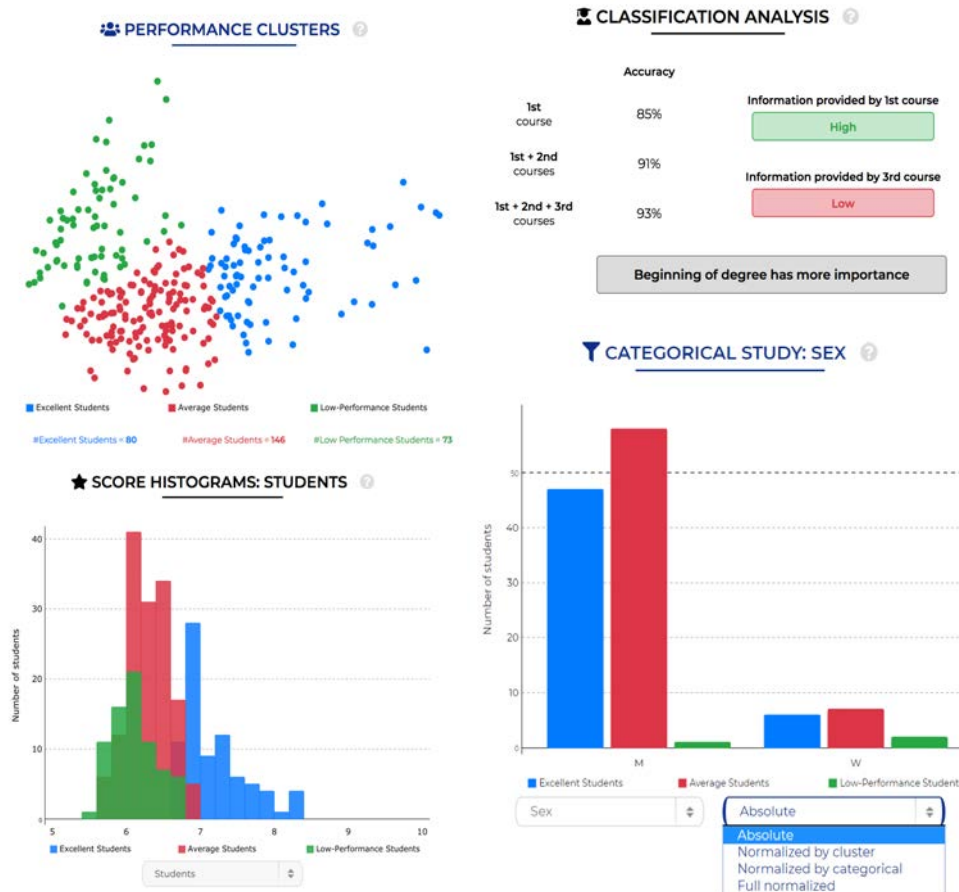 PERFORMANCE CLUSTERS ?
Excellent Students Average Students Low-Performance Students
#Excellent Students = 80 #Average Students = 146 #Low Performance Students = 73
SCORE HISTOGRAMS: STUDENTS ?
Number of students
40
30
20
10
0
5 6 7 8 9 10
Excellent Students Average Students Low-Performance Students
Students
CLASSIFICATION ANALYSIS ?
Accuracy
1st
course
85%
1st + 2nd
courses
91%
1st + 2nd + 3rd
courses
93%
Information provided by 1st course
High
Information provided by 3rd course
Low
Beginning of degree has more importance
CATEGORICAL STUDY: SEX ?
Number of students
50
40
30
20
10
0
M W
Excellent Students Average Students Low-Performance Student
Sex
Absolute
Absolute
Normalized by cluster
Normalized by categorical
Full normalized